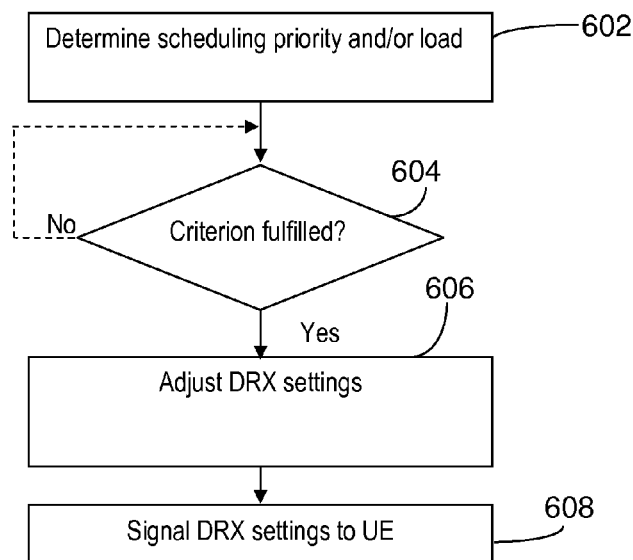 Determine scheduling priority and/or load
602
604
No
Criterion fulfilled?
606
Yes
Adjust DRX settings
608
Signal DRX settings to UE